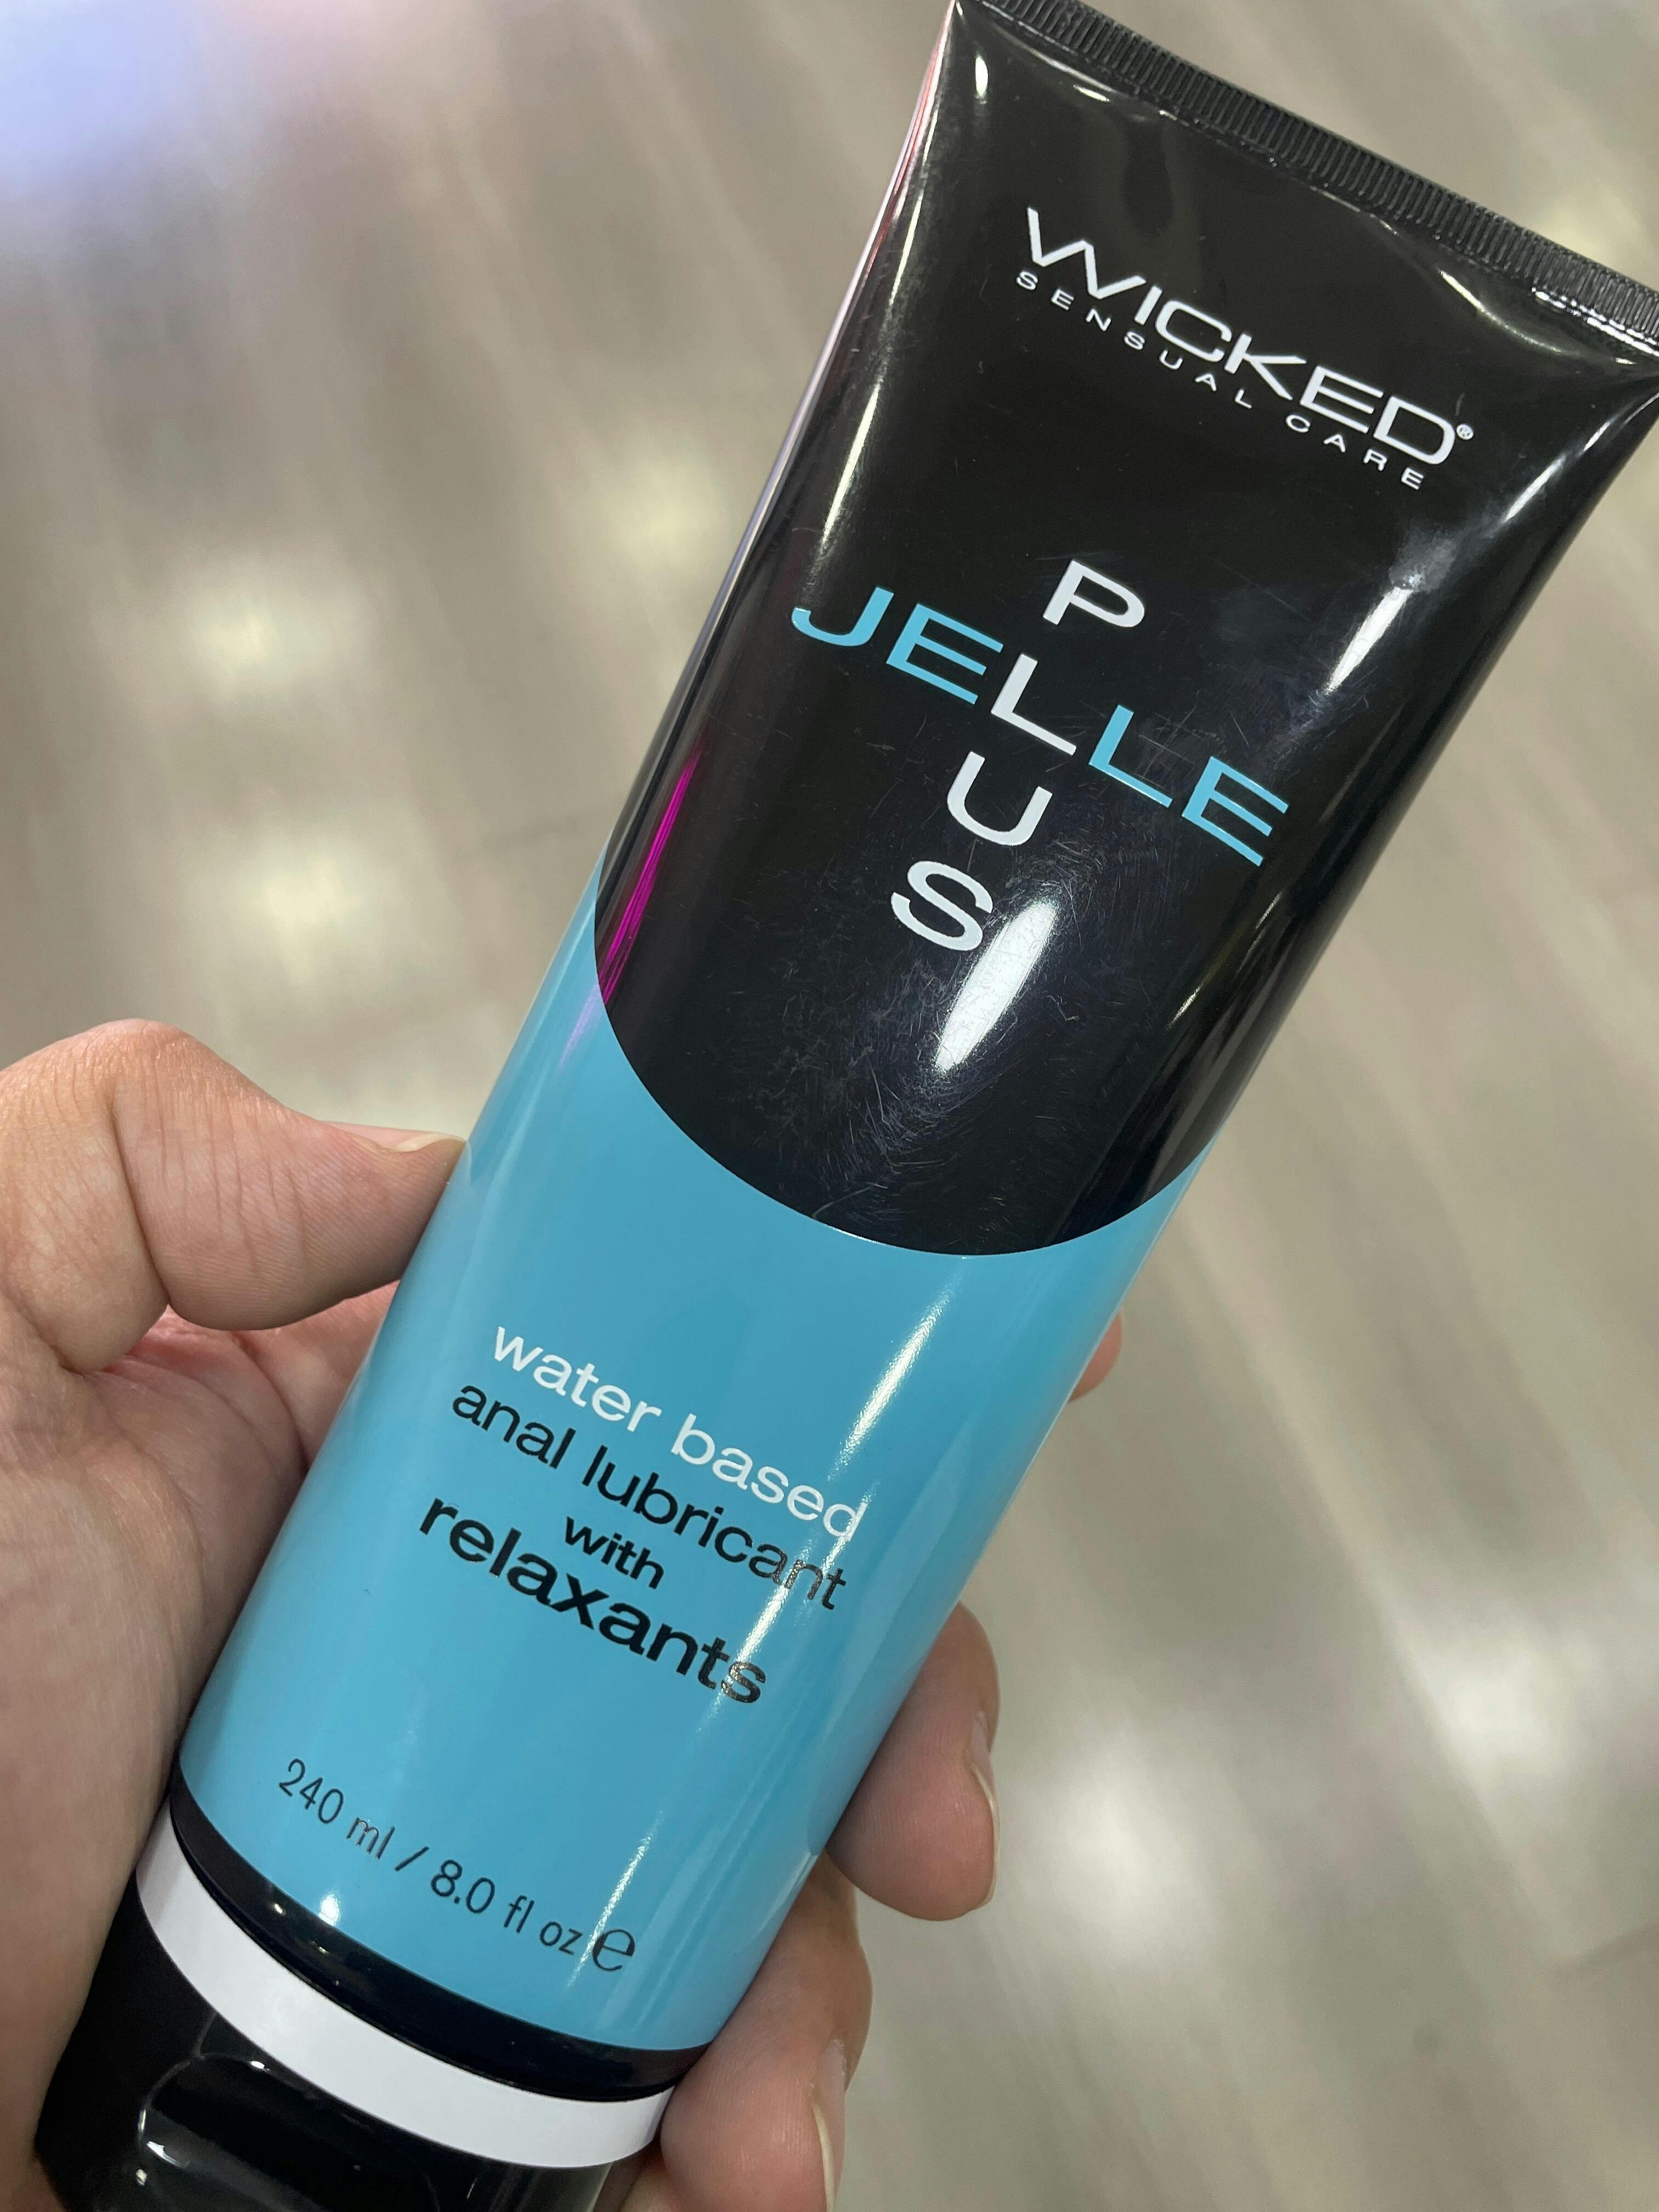 WICKED®
SENSUAL CARE
JELLE
PLUS
water based
anal lubricant
with
relaxants
240 ml / 8.0 fl oz ℮